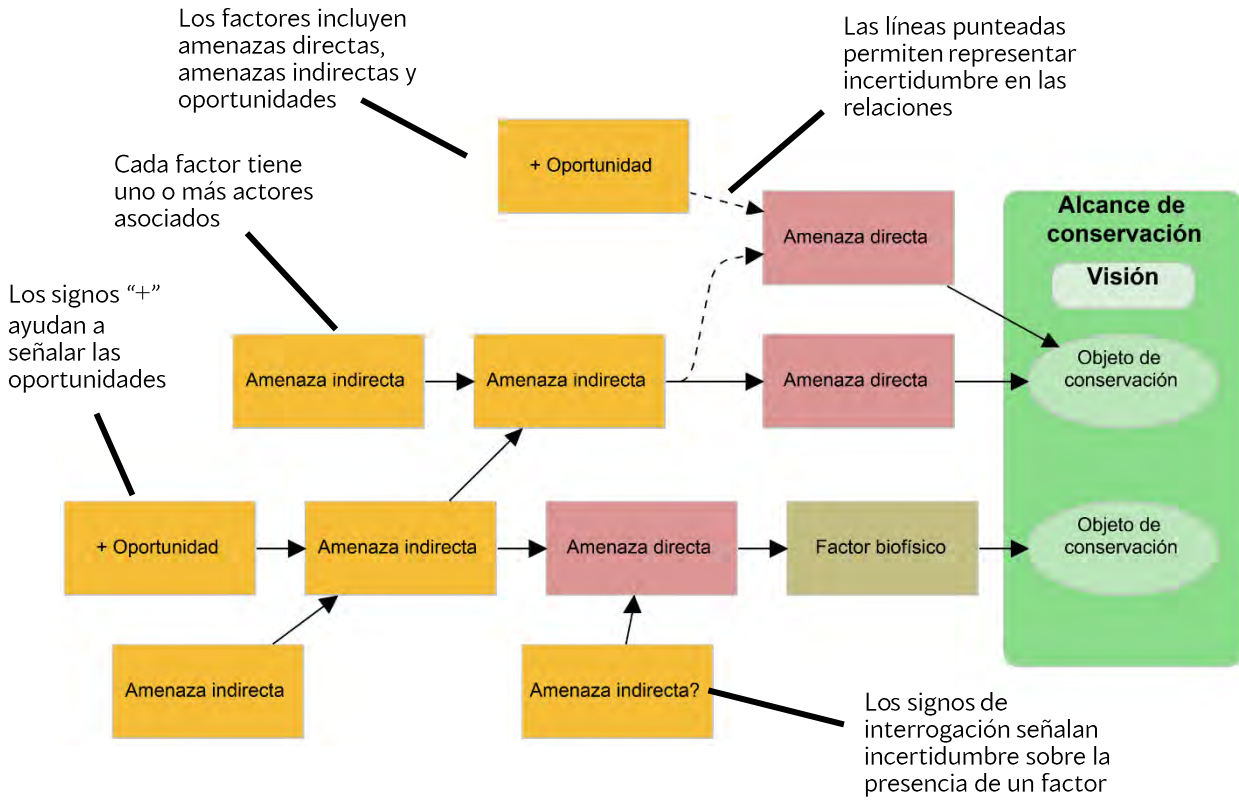 Los factores incluyen
amenazas directas,
amenazas indirectas y
oportunidades
Las líneas punteadas
permiten representar
incertidumbre en las
relaciones
Cada factor tiene
uno o más actores
asociados
+ Oportunidad
Amenaza directa
Alcance de
conservación
Visión
Los signos “+”
ayudan a
señalar las
oportunidades
Amenaza indirecta
Amenaza indirecta
Amenaza directa
Objeto de
conservación
+ Oportunidad
Amenaza indirecta
Amenaza directa
Factor biofísico
Objeto de
conservación
Amenaza indirecta
Amenaza indirecta?
Los signos de
interrogación señalan
incertidumbre sobre la
presencia de un factor